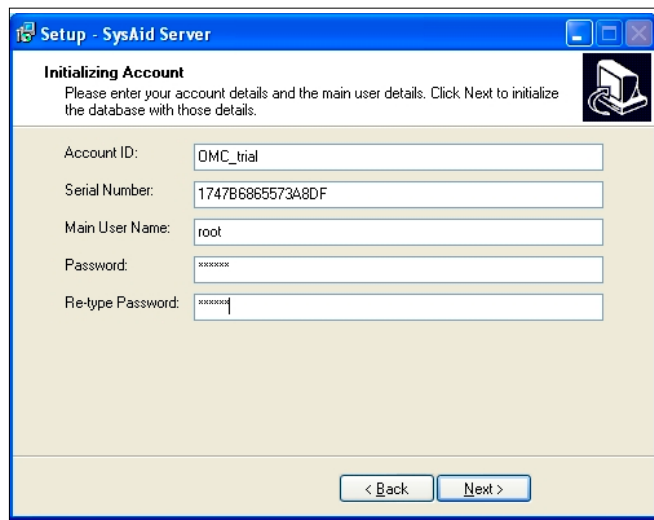 Setup - SysAid Server
Initializing Account
Please enter your account details and the main user details. Click Next to initialize
the database with those details.
Account ID: OMC_trial
Serial Number: 1747B6865573A8DF
Main User Name: root
Password: ******
Re-type Password: ******
< Back Next >